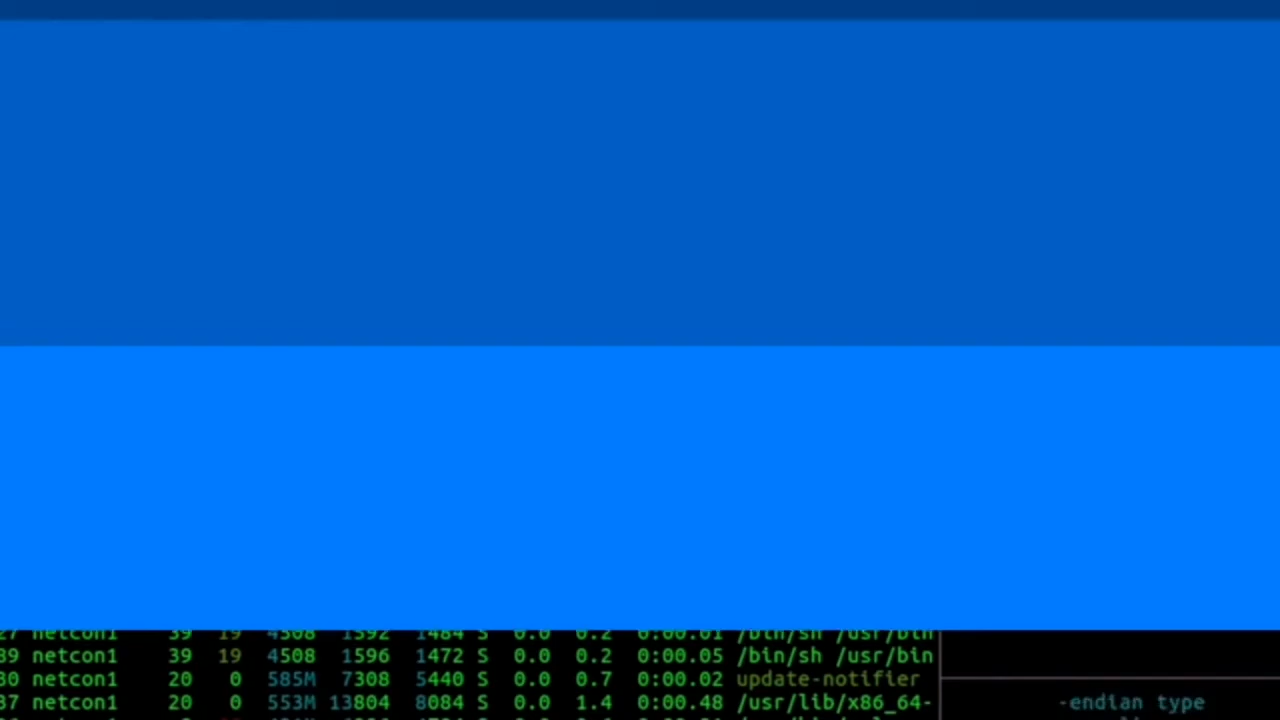 27 netcon1 39 19 4508 1592 1484 S 0.0 0.2 0:00.01 /bin/sh /usr/bin
39 netcon1 39 19 4508 1596 1472 S 0.0 0.2 0:00.05 /bin/sh /usr/bin
30 netcon1 20 0 585M 7308 5440 S 0.0 0.7 0:00.02 update-notifier
37 netcon1 20 0 553M 13804 8084 S 0.0 1.4 0:00.48 /usr/lib/x86_64-
-endian type